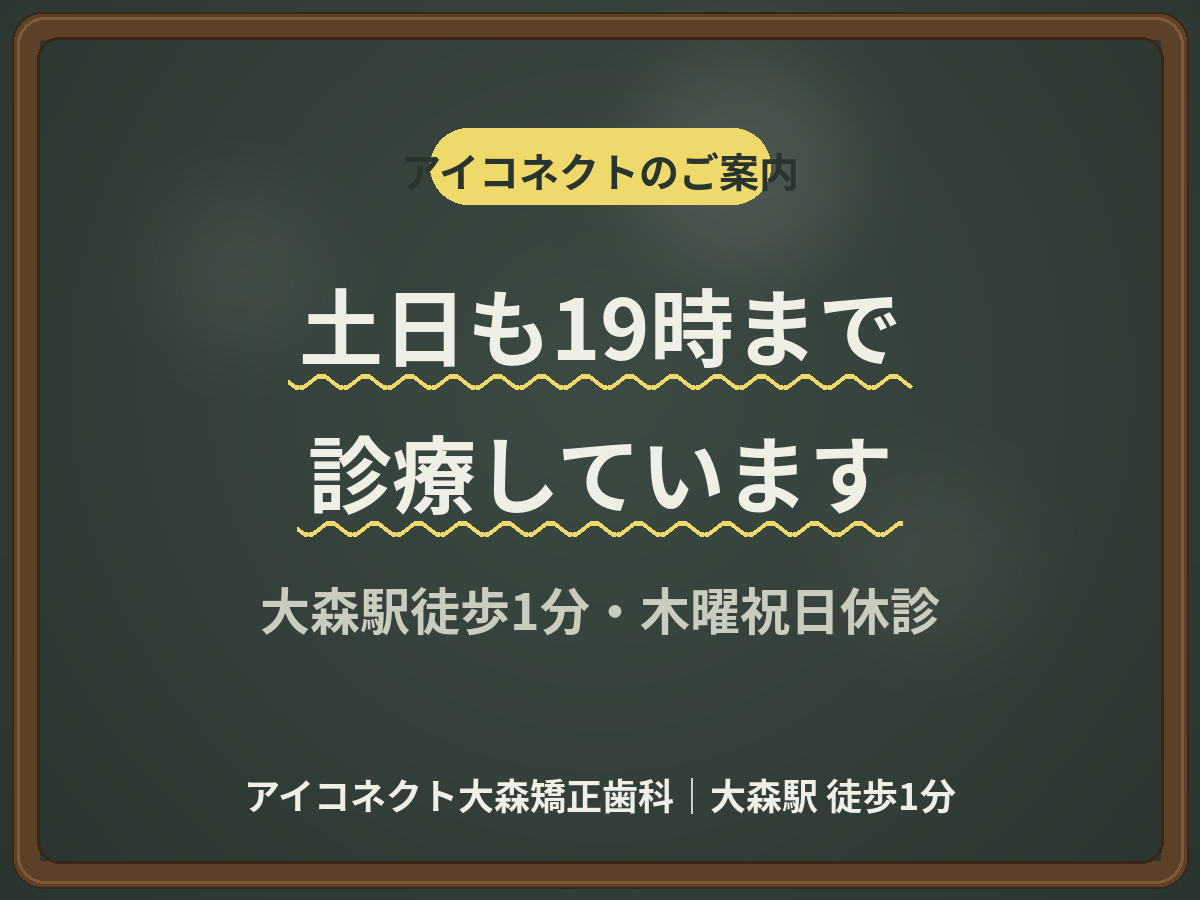 アイコネクトのご案内
土日も19時まで
診療しています
大森駅徒歩1分・木曜祝日休診
アイコネクト大森矯正歯科｜大森駅 徒歩1分